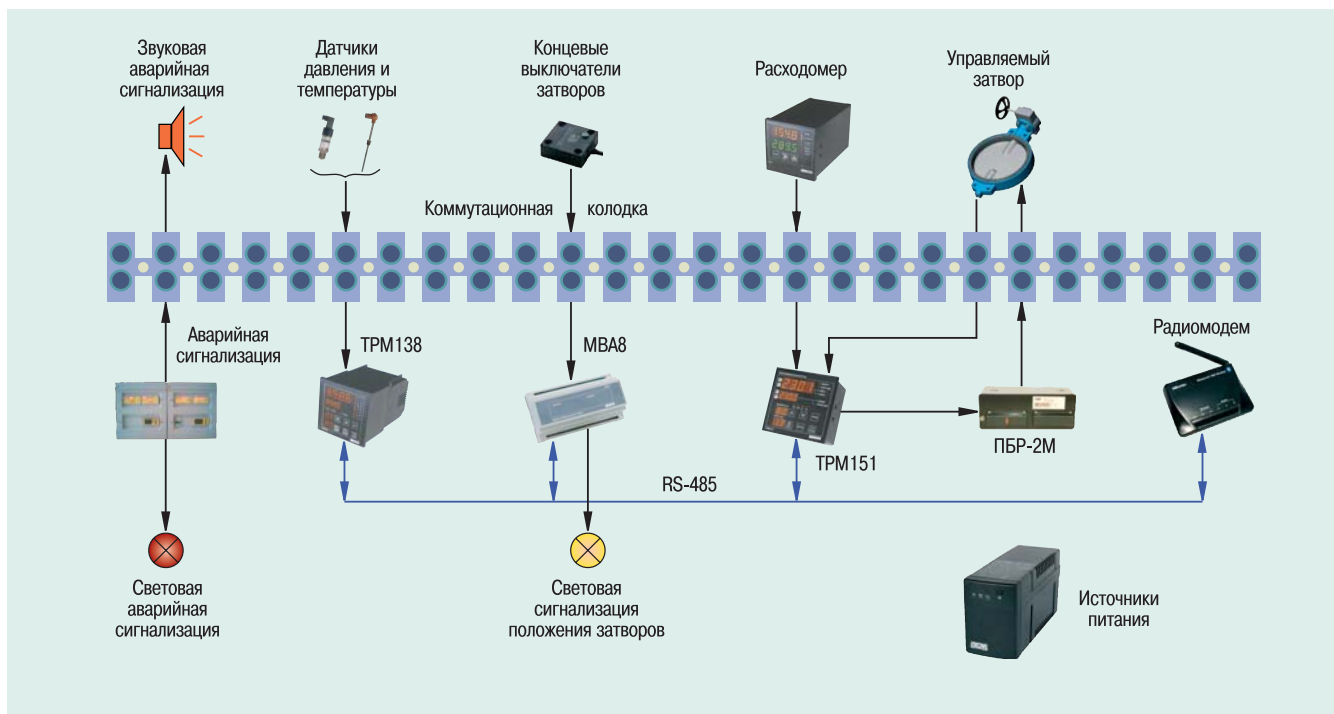 Звуковая
аварийная
сигнализация
Датчики
давления и
температуры
Концевые
выключатели
затворов
Расходомер
Управляемый
затвор
Коммутационная колодка
Аварийная
сигнализация
ТРМ138
МВА8
ТРМ151
ПБР-2М
Радиомодем
RS-485
Световая
аварийная
сигнализация
Световая
сигнализация
положения затворов
Источники
питания